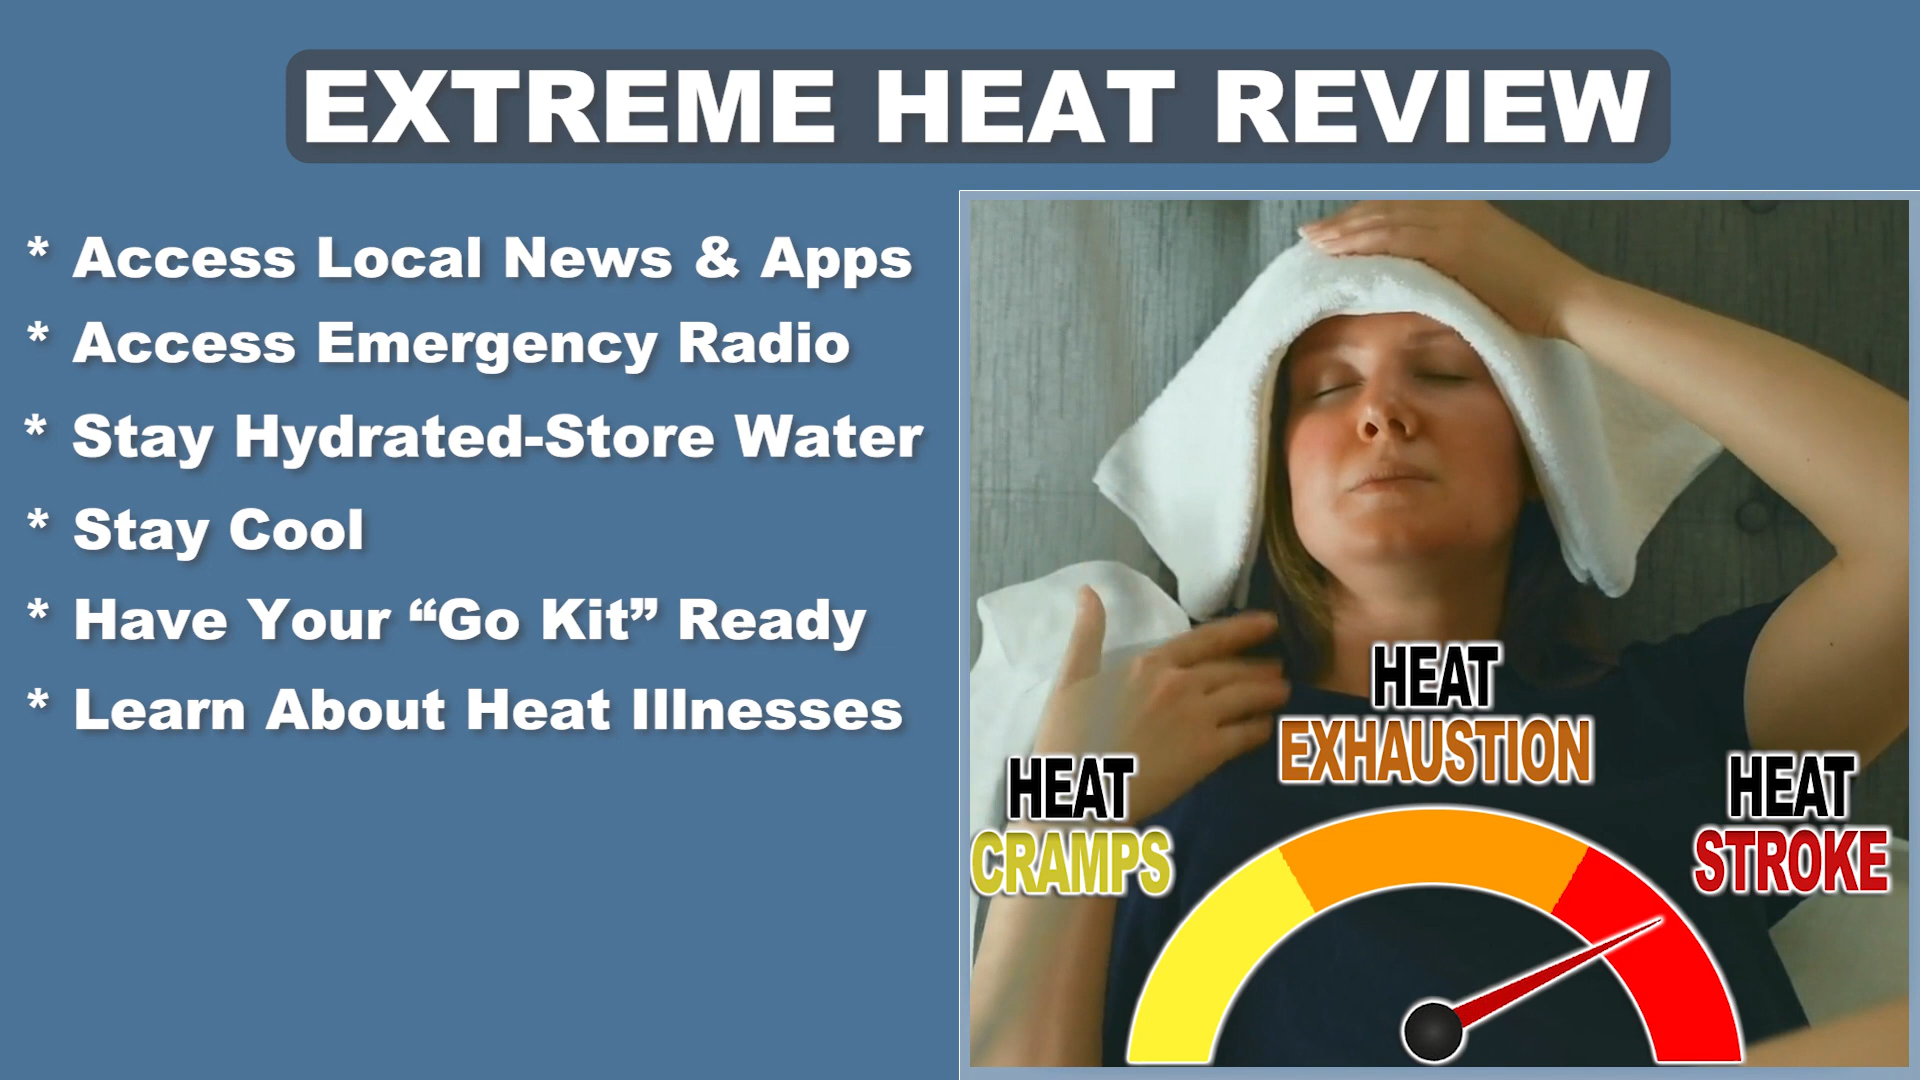 EXTREME HEAT REVIEW
* Access Local News & Apps
* Access Emergency Radio
* Stay Hydrated-Store Water
* Stay Cool
* Have Your “Go Kit” Ready
* Learn About Heat Illnesses
HEAT
CRAMPS
HEAT
EXHAUSTION
HEAT
STROKE